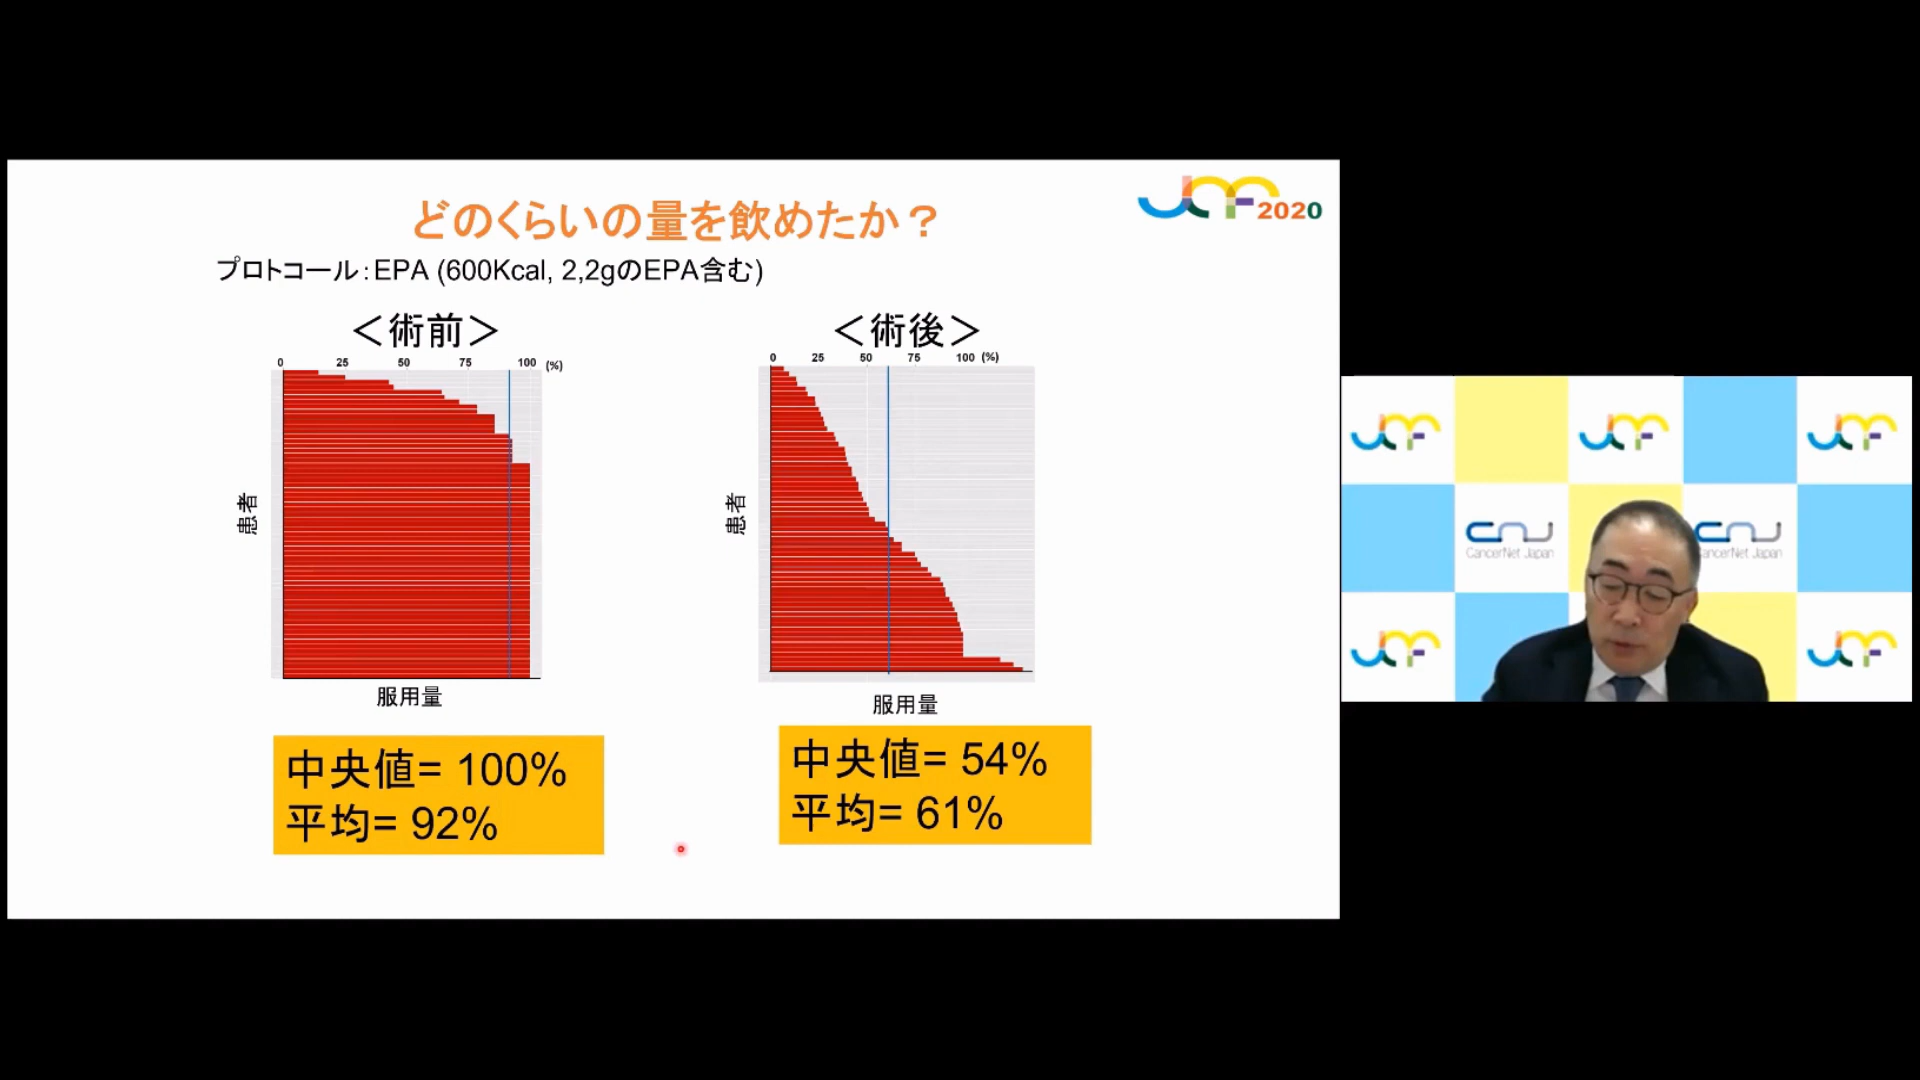 どのくらいの量を飲めたか？
2020
プロトコール：EPA (600Kcal, 2,2gのEPA含む)
＜術前＞
0 25 50 75 100 (%)
患者
服用量
中央値= 100%
平均= 92%
＜術後＞
0 25 50 75 100 (%)
患者
服用量
中央値= 54%
平均= 61%
CancerNet Japan
CancerNet Japan